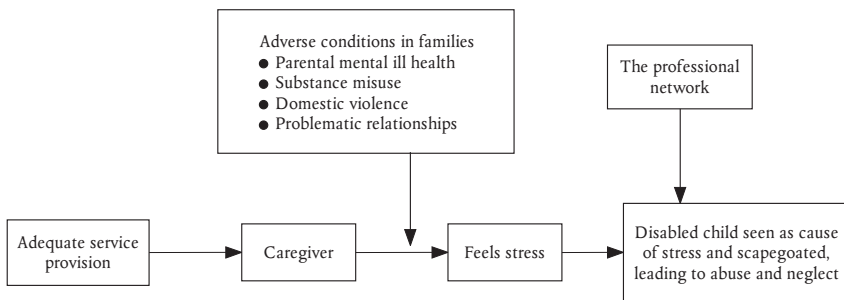 Adverse conditions in families
● Parental mental ill health
● Substance misuse
● Domestic violence
● Problematic relationships
The professional
network
Adequate service
provision
Caregiver
Feels stress
Disabled child seen as cause
of stress and scapegoated,
leading to abuse and neglect